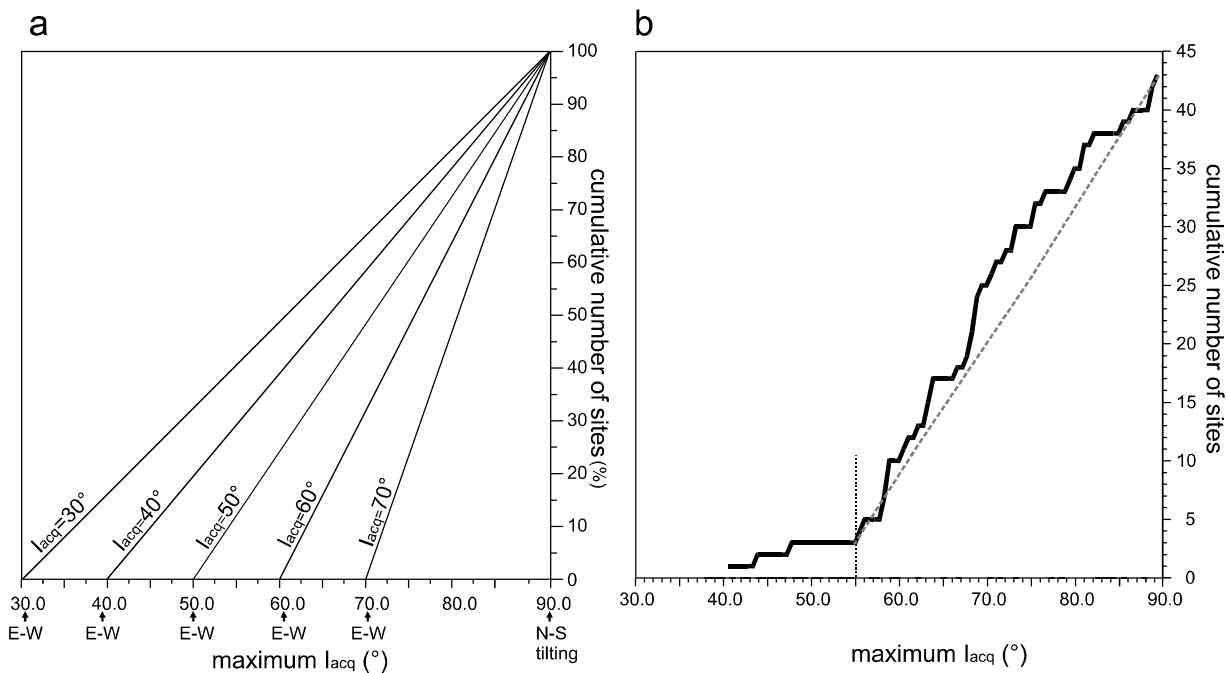 a
100
90
80
70
60
50
40
30
20
10
0
cumulative number of sites (%)
Iacq=30°
Iacq=40°
Iacq=50°
Iacq=60°
Iacq=70°
30.0 40.0 50.0 60.0 70.0 90.0
E-W E-W E-W E-W E-W N-S
tilting
maximum Iacq (°)
b
45
40
35
30
25
20
15
10
5
0
cumulative number of sites
30.0 40.0 50.0 60.0 70.0 80.0 90.0
maximum Iacq (°)